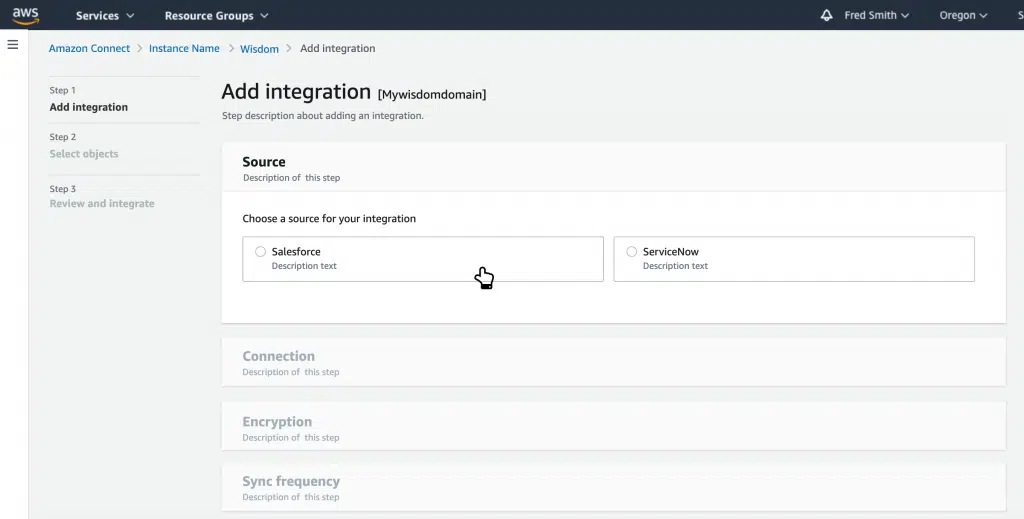 aws Services Resource Groups Fred Smith Oregon S
Amazon Connect > Instance Name > Wisdom > Add integration
Step 1
Add integration
Step 2
Select objects
Step 3
Review and integrate
Add integration [Mywisdomdomain]
Step description about adding an integration.
Source
Description of this step
Choose a source for your integration
Salesforce
Description text
ServiceNow
Description text
Connection
Description of this step
Encryption
Description of this step
Sync frequency
Description of this step